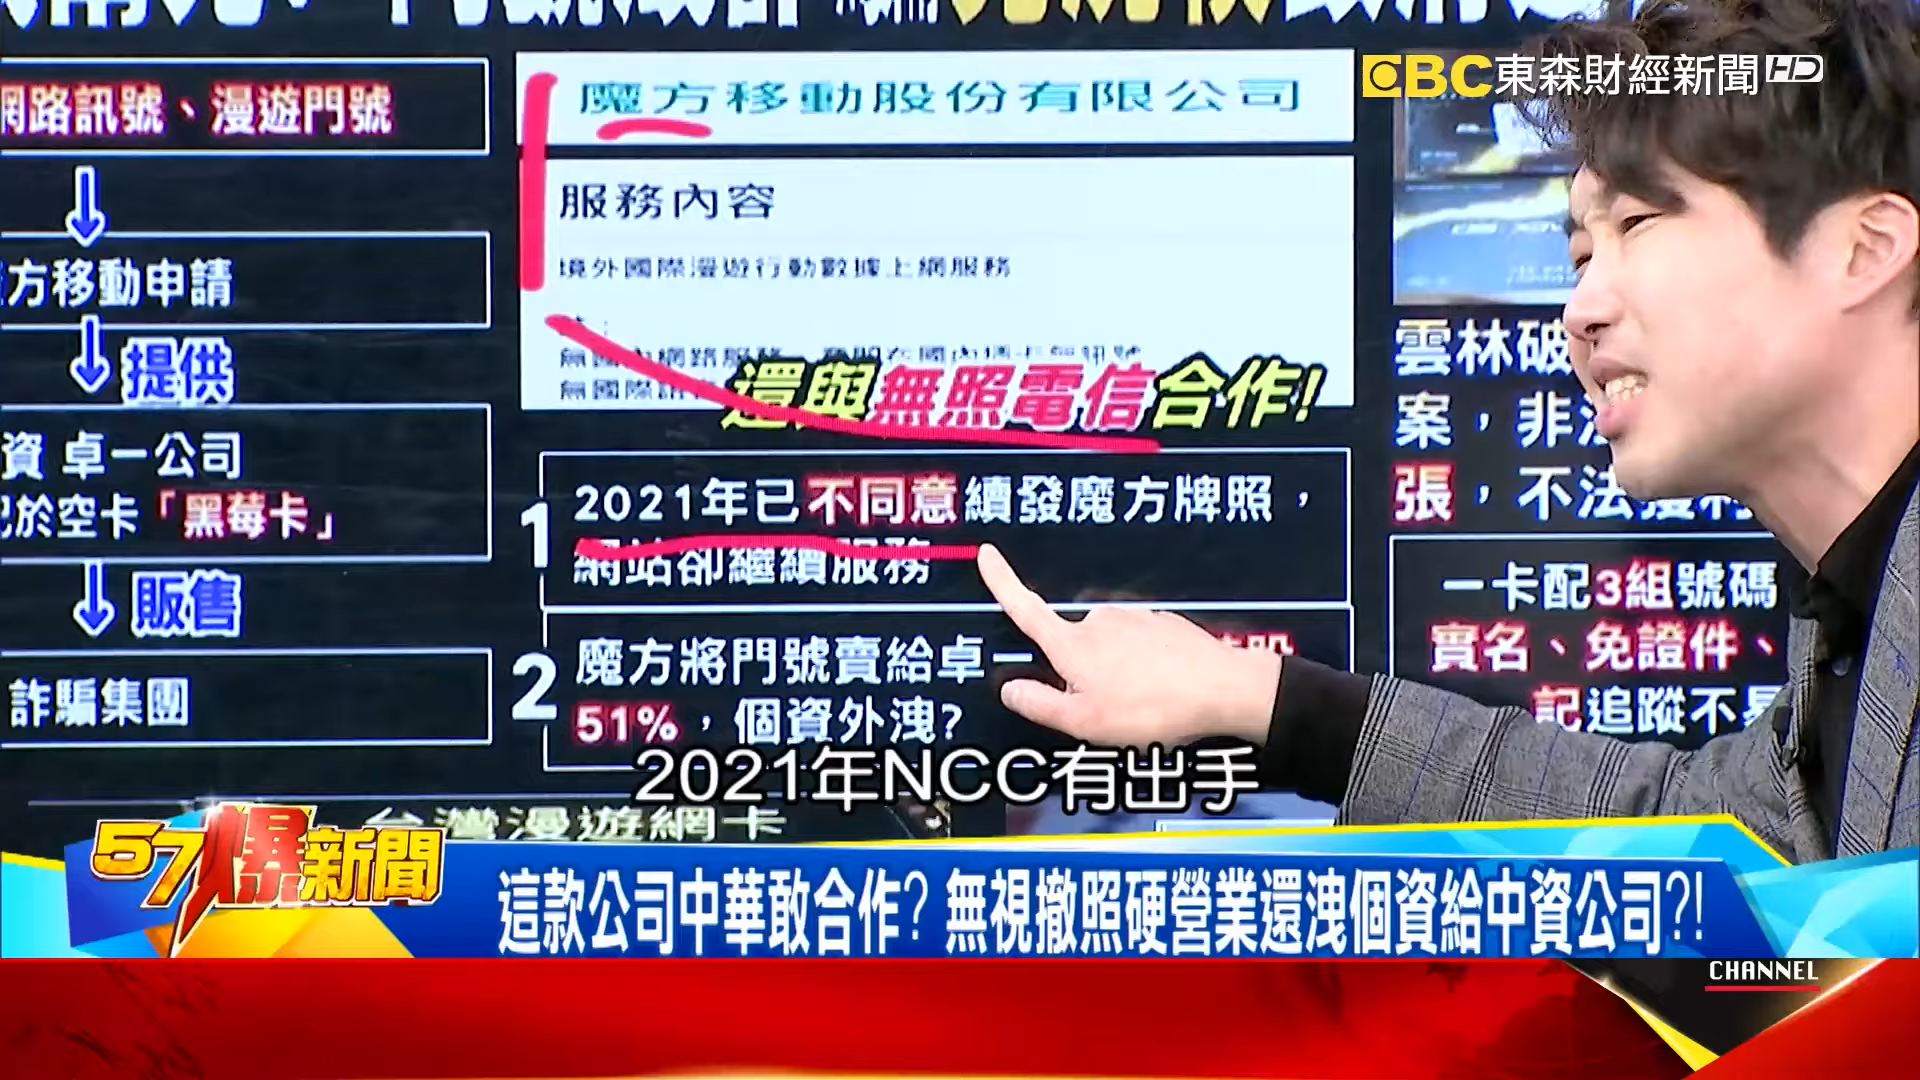 EBC東森財經新聞HD
網路訊號、漫遊門號
方移動申請
提供
資 卓一公司
於空卡「黑莓卡」
販售
詐騙集團
魔方移動股份有限公司
服務內容
境外國際漫遊行動數據上網服務
還與無照電信合作!
1 2021年已不同意續發魔方牌照，
網站卻繼續服務
2 魔方將門號賣給卓一
51%，個資外洩?
雲林破
案，非法
張，不法獲利
一卡配3組號碼
實名、免證件、
記追蹤不易
2021年NCC有出手
台灣漫遊網卡
57爆新聞
這款公司中華敢合作? 無視撤照硬營業還洩個資給中資公司?!
CHANNEL